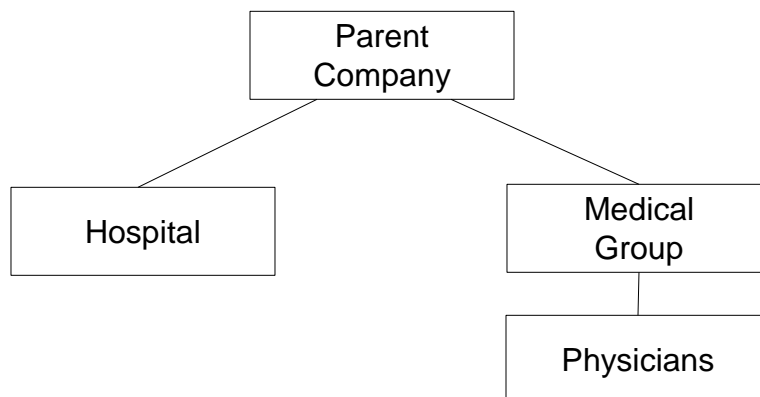 Parent
Company
Hospital
Medical
Group
Physicians